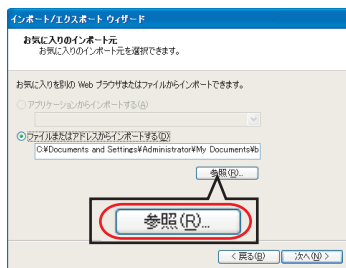 インポート/エクスポート ウィザード
お気に入りのインポート元
お気に入りのインポート元を選択できます。
お気に入りを別の Web ブラウザまたはファイルからインポートできます。
アプリケーションからインポートする(A)
ファイルまたはアドレスからインポートする(D)
C:¥Documents and Settings¥Administrator¥My Documents¥b
参照(R)...
参照(R)...
< 戻る(B)
次へ(N) >